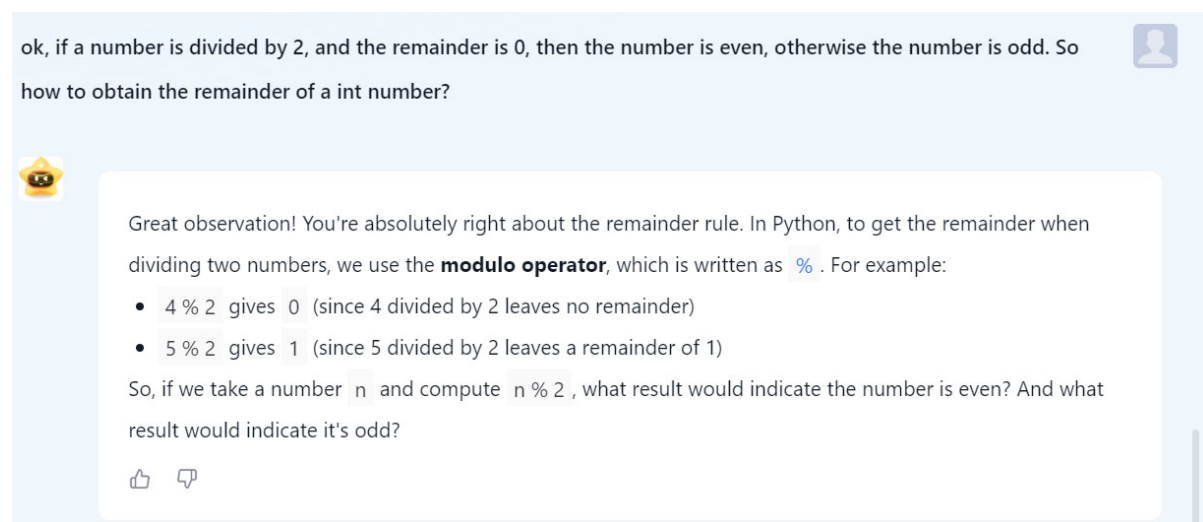 ok, if a number is divided by 2, and the remainder is 0, then the number is even, otherwise the number is odd. So
how to obtain the remainder of a int number?
Great observation! You're absolutely right about the remainder rule. In Python, to get the remainder when
dividing two numbers, we use the modulo operator, which is written as % . For example:
• 4 % 2 gives 0 (since 4 divided by 2 leaves no remainder)
• 5 % 2 gives 1 (since 5 divided by 2 leaves a remainder of 1)
So, if we take a number n and compute n % 2 , what result would indicate the number is even? And what
result would indicate it's odd?